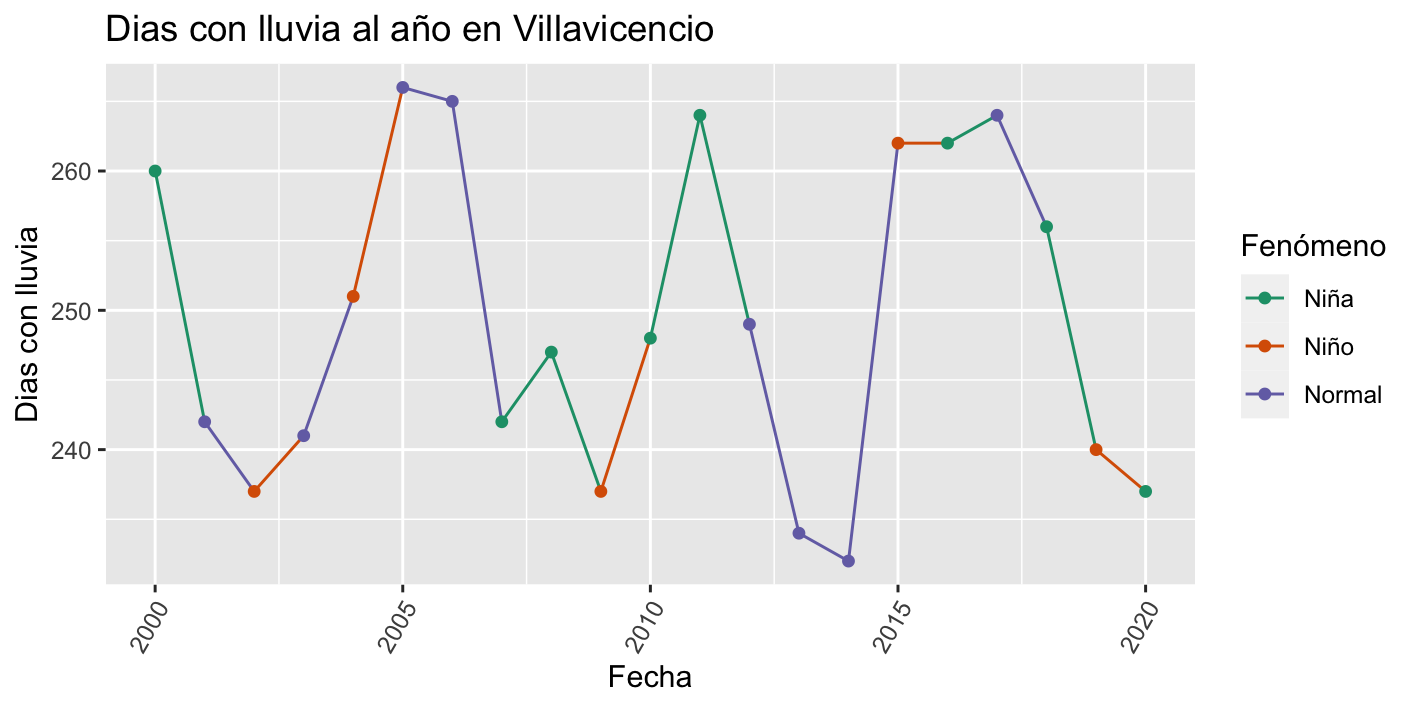 Dias con lluvia al año en Villavicencio
Dias con lluvia
260
250
240
2000
2005
2010
2015
2020
Fecha
Fenómeno
Niña
Niño
Normal